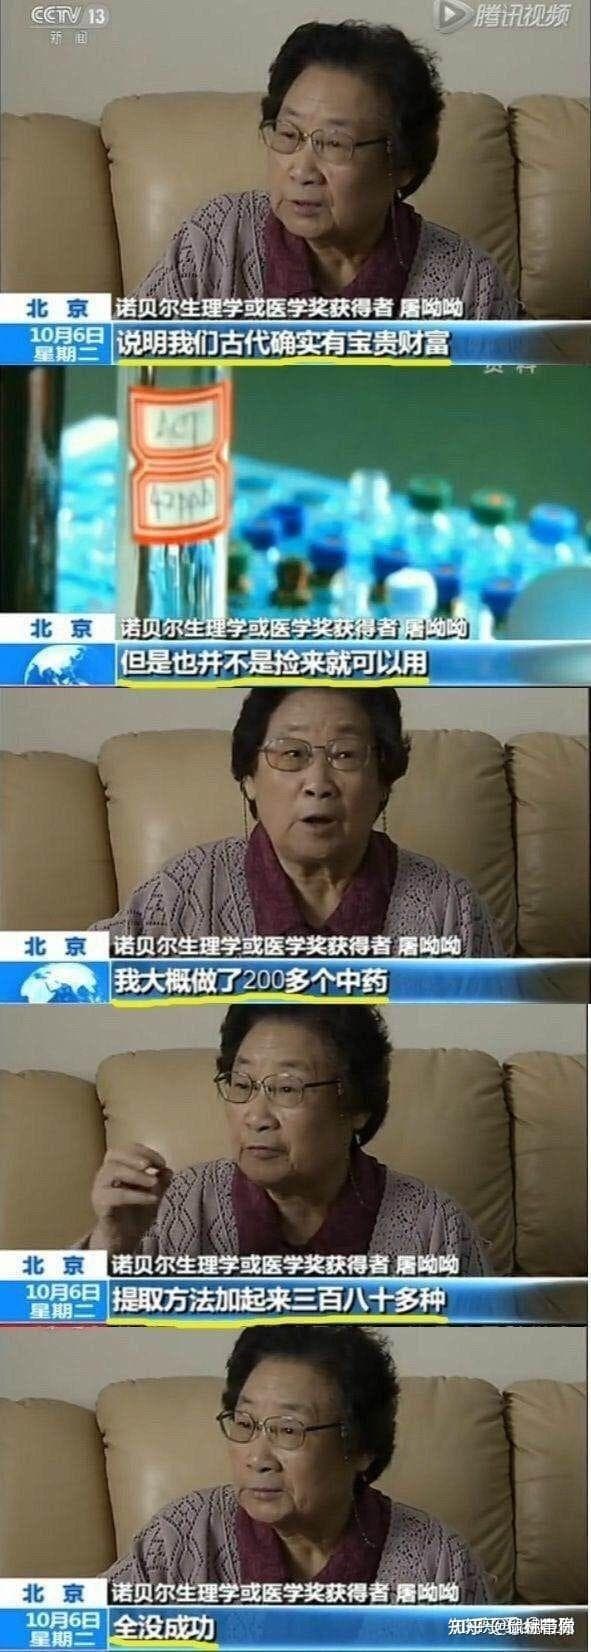 CCTV 13
新闻
腾讯视频
北京
诺贝尔生理学或医学奖获得者 屠呦呦
10月6日
星期二
说明我们古代确实有宝贵财富
资料
北京
诺贝尔生理学或医学奖获得者 屠呦呦
但是也并不是捡来就可以用
北京
诺贝尔生理学或医学奖获得者 屠呦呦
我大概做了200多个中药
北京
诺贝尔生理学或医学奖获得者 屠呦呦
10月6日
星期二
提取方法加起来三百八十多种
北京
诺贝尔生理学或医学奖获得者 屠呦呦
10月6日
星期二
全没成功